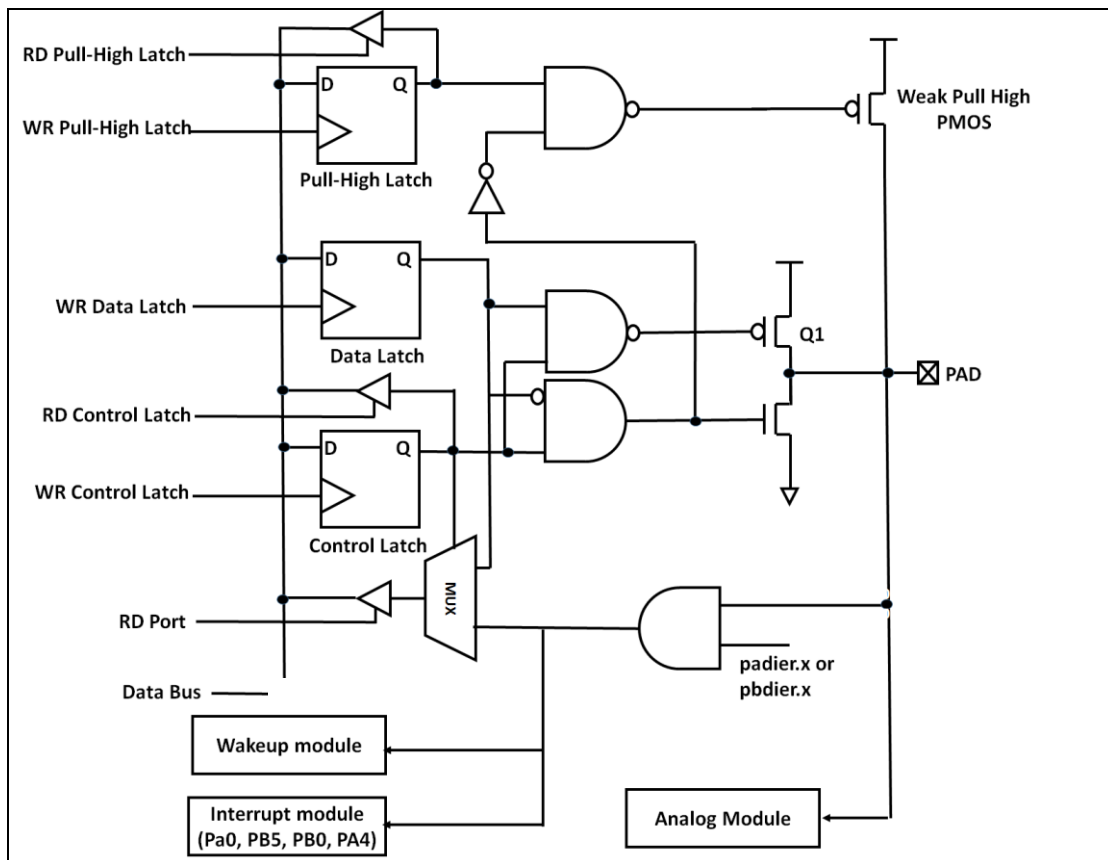 RD Pull-High Latch
D
Q
WR Pull-High Latch
Pull-High Latch
Weak Pull High
PMOS
D
Q
WR Data Latch
Data Latch
Q1
PAD
RD Control Latch
D
Q
WR Control Latch
Control Latch
MUX
RD Port
padier.x or
pbdier.x
Data Bus
Wakeup module
Interrupt module
(Pa0, PB5, PB0, PA4)
Analog Module